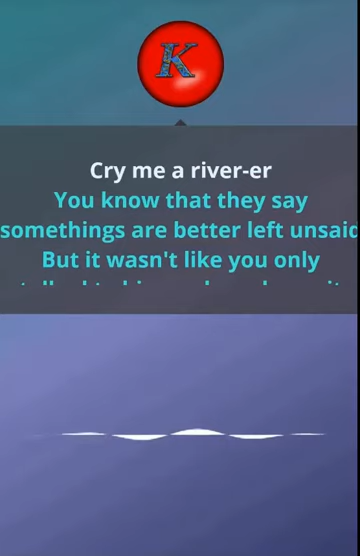 K
Cry me a river-er
You know that they say
somethings are better left unsaid
But it wasn't like you only